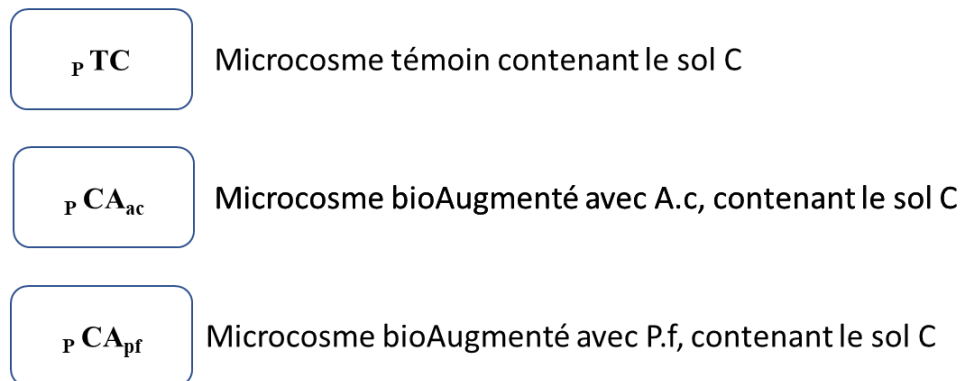 P TC Microcosme témoin contenant le sol C
P CAac Microcosme bioAugmenté avec A.c, contenant le sol C
P CApf Microcosme bioAugmenté avec P.f, contenant le sol C